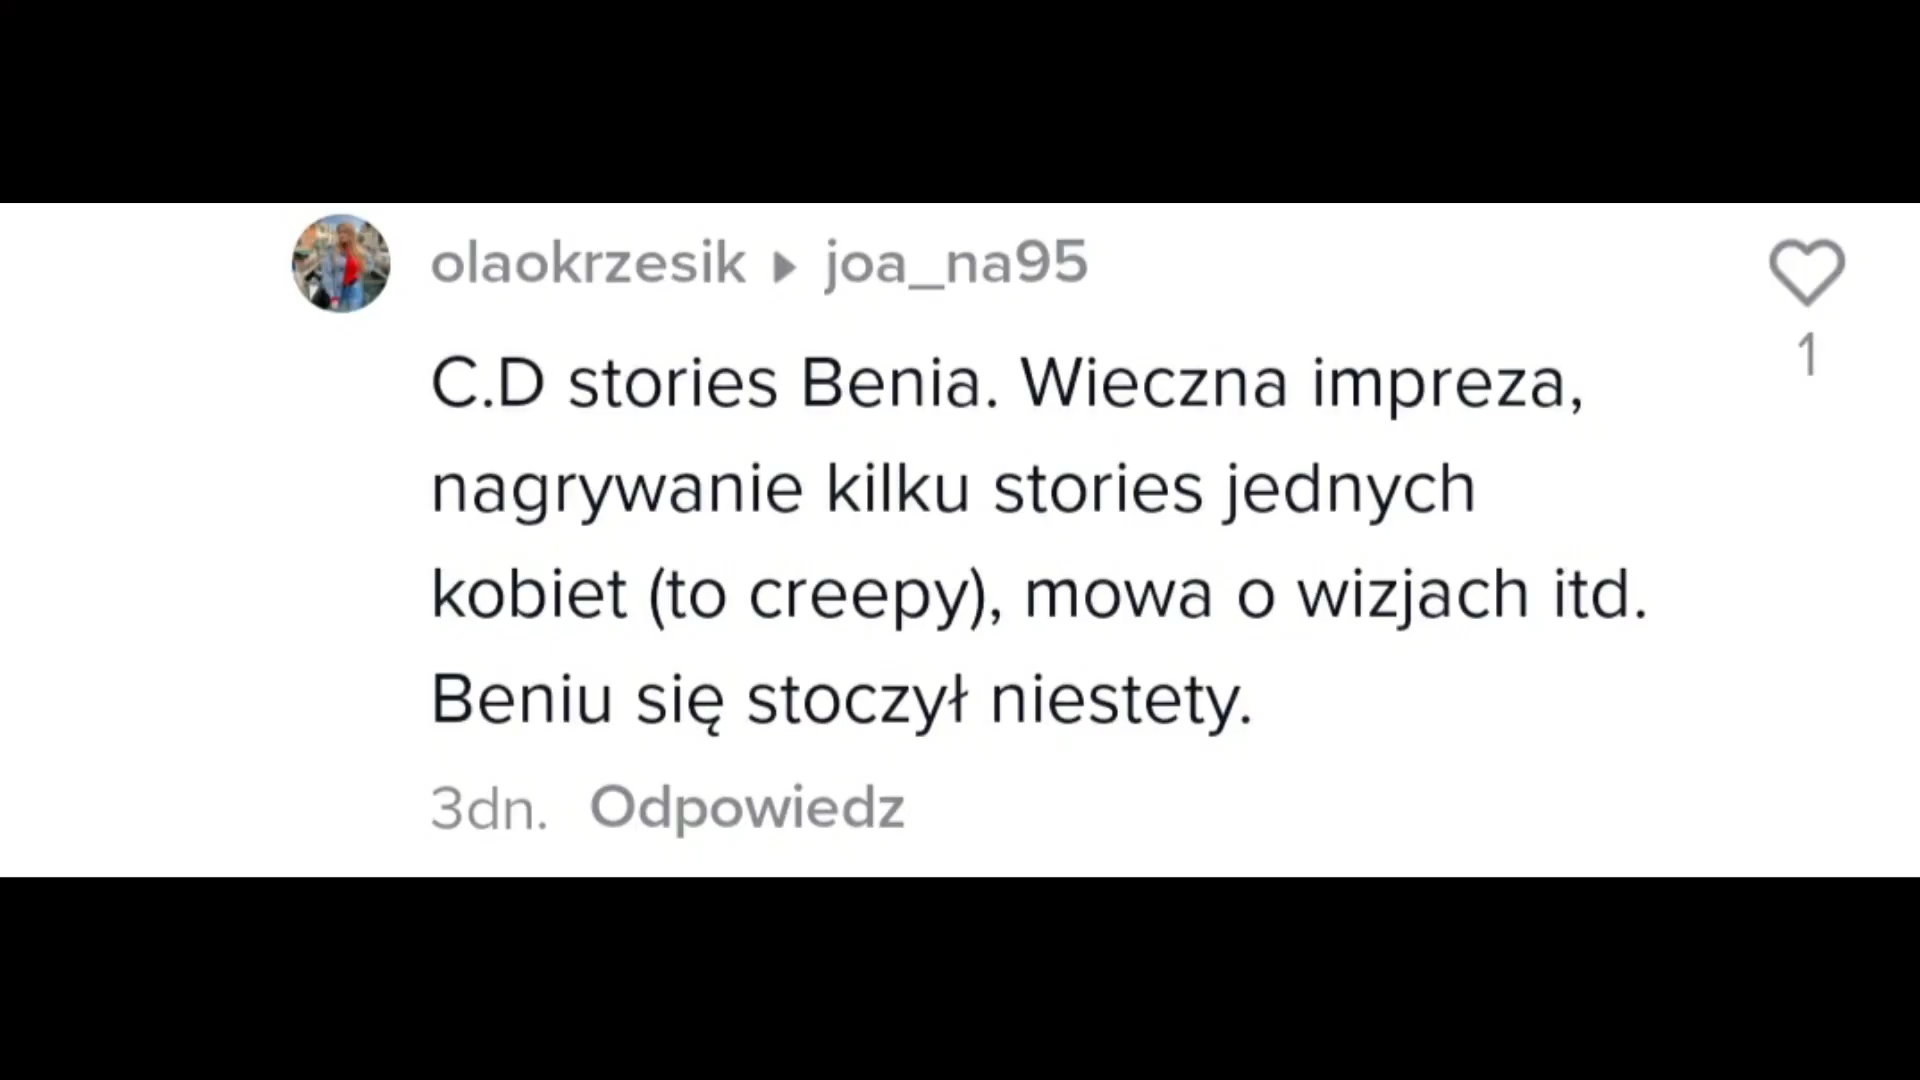 olaokrzesik ▸ joa_na95
1
C.D stories Benia. Wieczna impreza,
nagrywanie kilku stories jednych
kobiet (to creepy), mowa o wizjach itd.
Beniu się stoczył niestety.
3dn. Odpowiedz